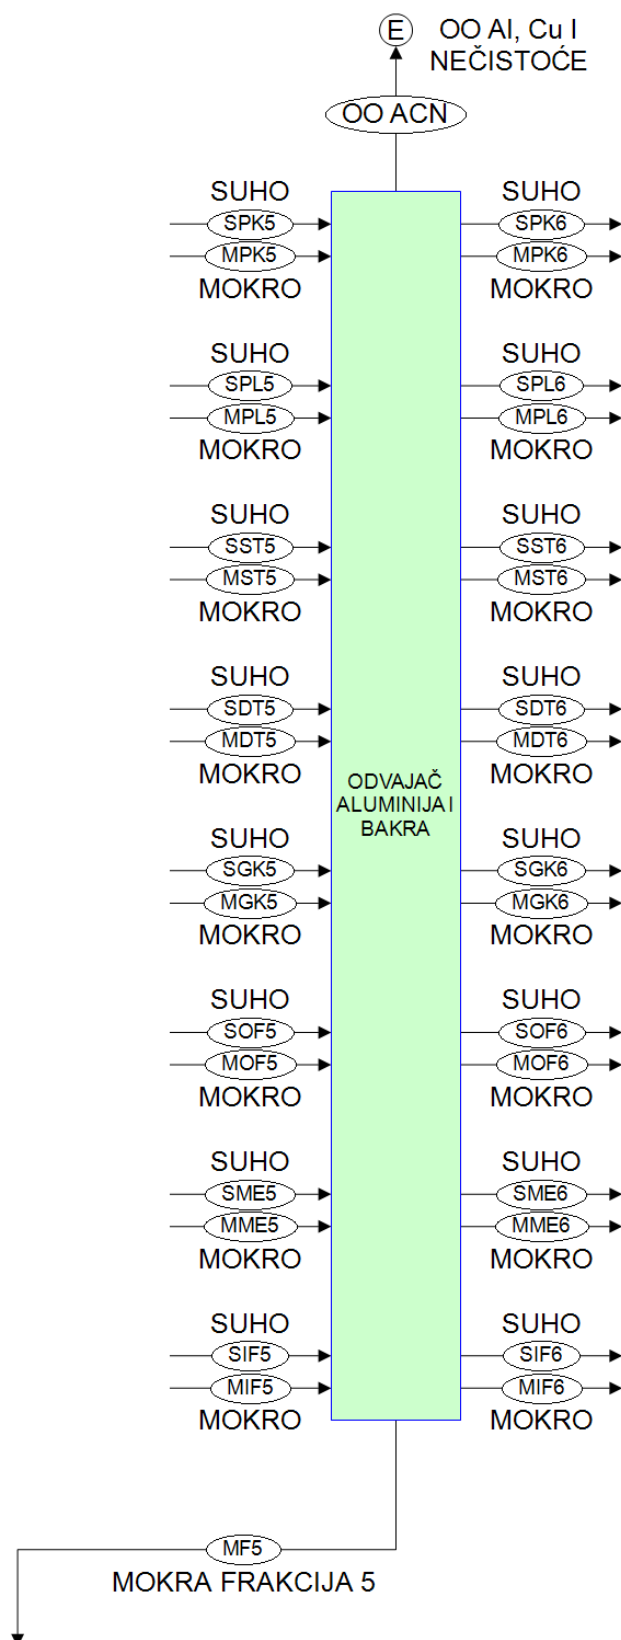 E
OO Al, Cu I
NEČISTOĆE
OO ACN
SUHO SUHO
SPK5 SPK6
MPK5 MPK6
MOKRO MOKRO
SUHO SUHO
SPL5 SPL6
MPL5 MPL6
MOKRO MOKRO
SUHO SUHO
SST5 SST6
MST5 MST6
MOKRO MOKRO
SUHO SUHO
SDT5 SDT6
MDT5 MDT6
MOKRO MOKRO
ODVAJAČ
ALUMINIJA I
BAKRA
SUHO SUHO
SGK5 SGK6
MGK5 MGK6
MOKRO MOKRO
SUHO SUHO
SOF5 SOF6
MOF5 MOF6
MOKRO MOKRO
SUHO SUHO
SME5 SME6
MME5 MME6
MOKRO MOKRO
SUHO SUHO
SIF5 SIF6
MIF5 MIF6
MOKRO MOKRO
MF5
MOKRA FRAKCIJA 5